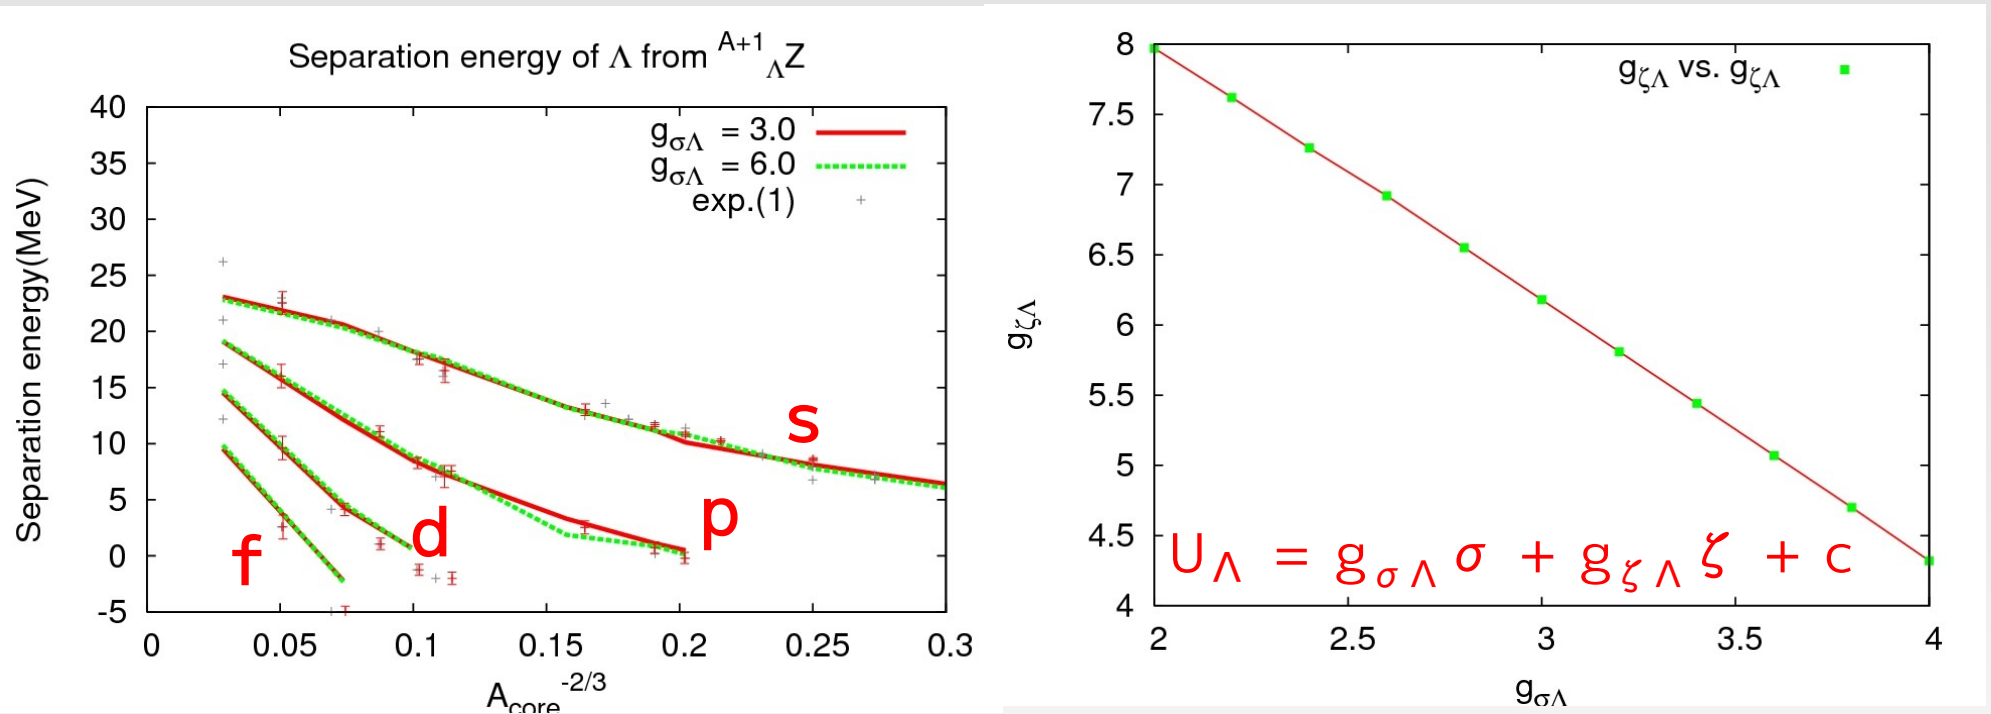 Separation energy of Λ from ᴬ⁺¹ΛZ
gσΛ = 3.0
gσΛ = 6.0
exp.(1)
Separation energy(MeV)
40
35
30
25
20
15
10
5
0
-5
s
p
d
f
0 0.05 0.1 0.15 0.2 0.25 0.3
Acore^-2/3
gζΛ vs. gζΛ
gζΛ
8
7.5
7
6.5
6
5.5
5
4.5
4
UΛ = gσΛ σ + gζΛ ζ + c
2 2.5 3 3.5 4
gσΛ